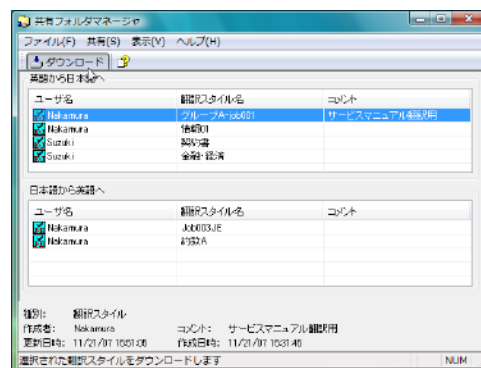 共有フォルダマネージャ
ファイル(F) 共有(S) 表示(V) ヘルプ(H)
ダウンロード
英語から日本語へ
ユーザ名 翻訳スタイル名 コメント
Nakamura グループA-job001 サービスマニュアル翻訳用
Nakamura 情報01
Suzuki 契約書
Suzuki 金融・経済
日本語から英語へ
ユーザ名 翻訳スタイル名 コメント
Nakamura Job003JE
Nakamura 約款A
種別: 翻訳スタイル
作成者: Nakamura コメント: サービスマニュアル翻訳用
更新日時: 11/21/07 作成日時: 11/21/07
選択された翻訳スタイルをダウンロードします NUM